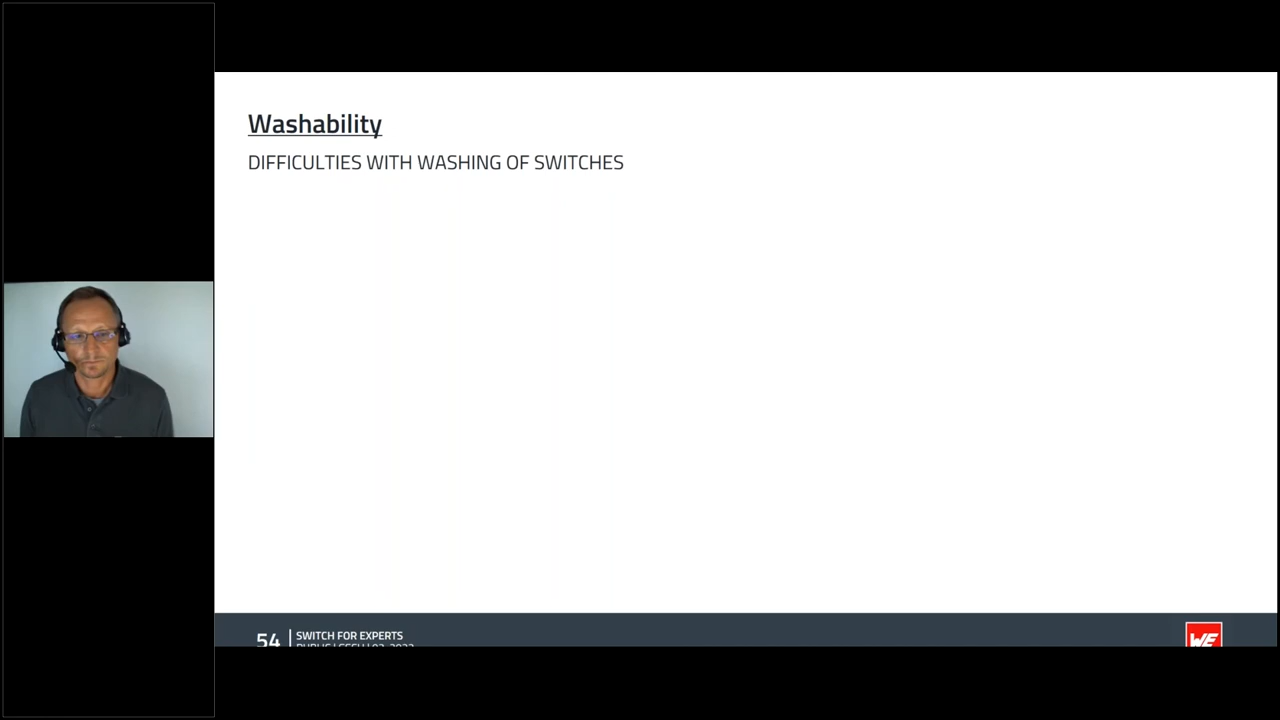 Washability
DIFFICULTIES WITH WASHING OF SWITCHES
54
SWITCH FOR EXPERTS
WE